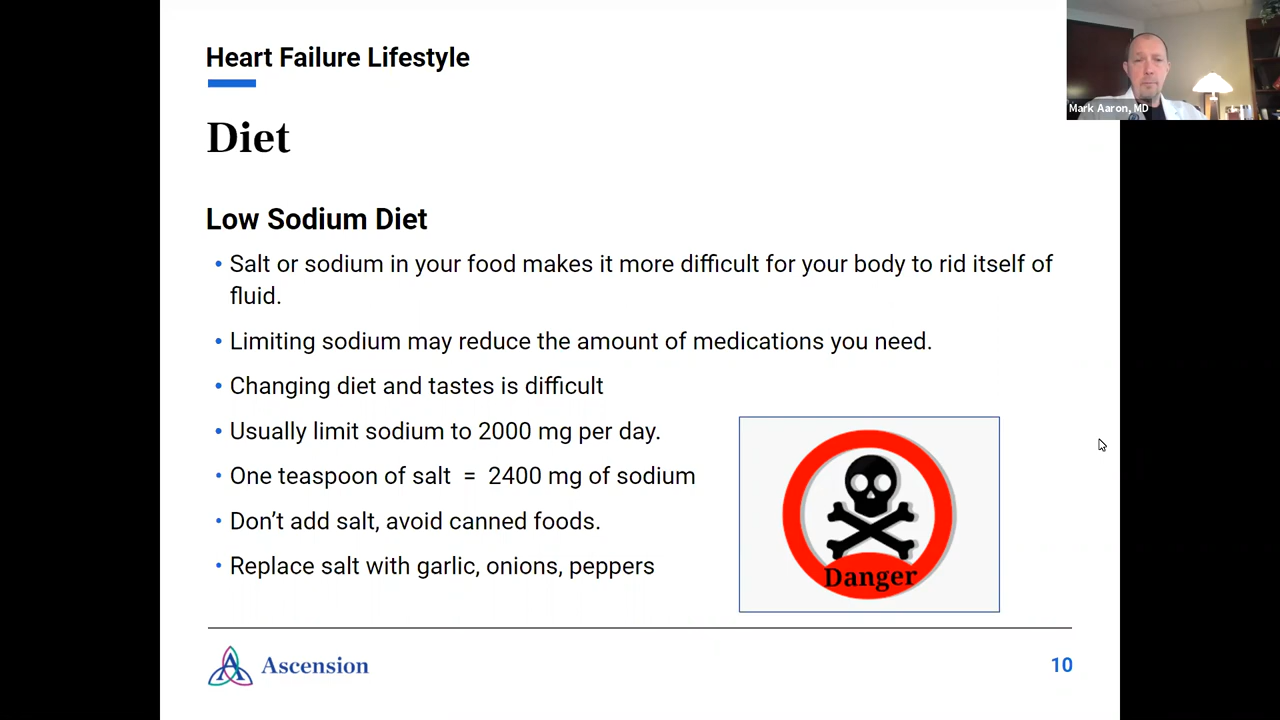 Heart Failure Lifestyle
Mark Aaron, MD
Diet
Low Sodium Diet
• Salt or sodium in your food makes it more difficult for your body to rid itself of
fluid.
• Limiting sodium may reduce the amount of medications you need.
• Changing diet and tastes is difficult
• Usually limit sodium to 2000 mg per day.
• One teaspoon of salt = 2400 mg of sodium
• Don’t add salt, avoid canned foods.
• Replace salt with garlic, onions, peppers
Danger
Ascension
10